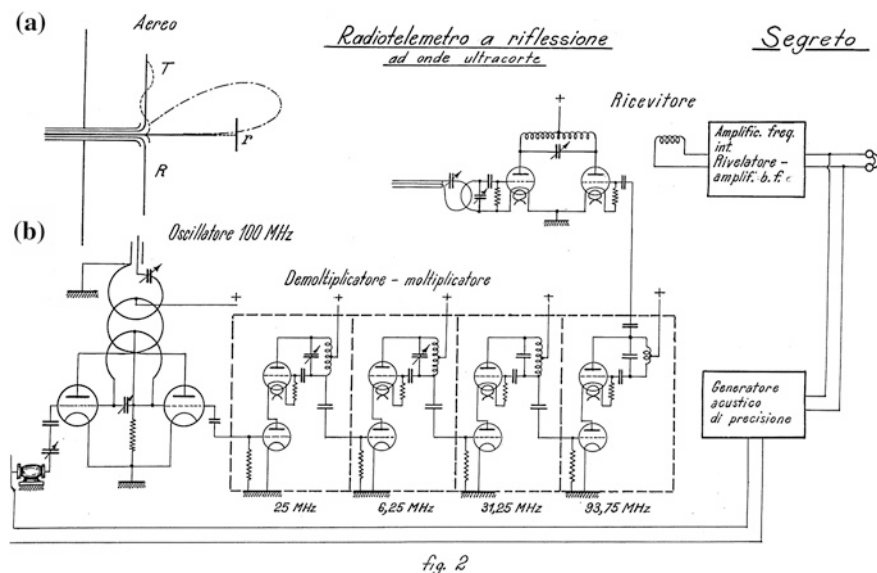 (a)
Aereo
Radiotelemetro a riflessione
ad onde ultracorte
Segreto
T
r
R
Ricevitore
+
Amplific. freq.
int.
Rivelatore -
amplif. b. f.
(b)
Oscillatore 100 MHz
+
Demoltiplicatore - moltiplicatore
+ + + +
Generatore
acustico
di precisione
25 MHz
6,25 MHz
31,25 MHz
93,75 MHz
fig. 2